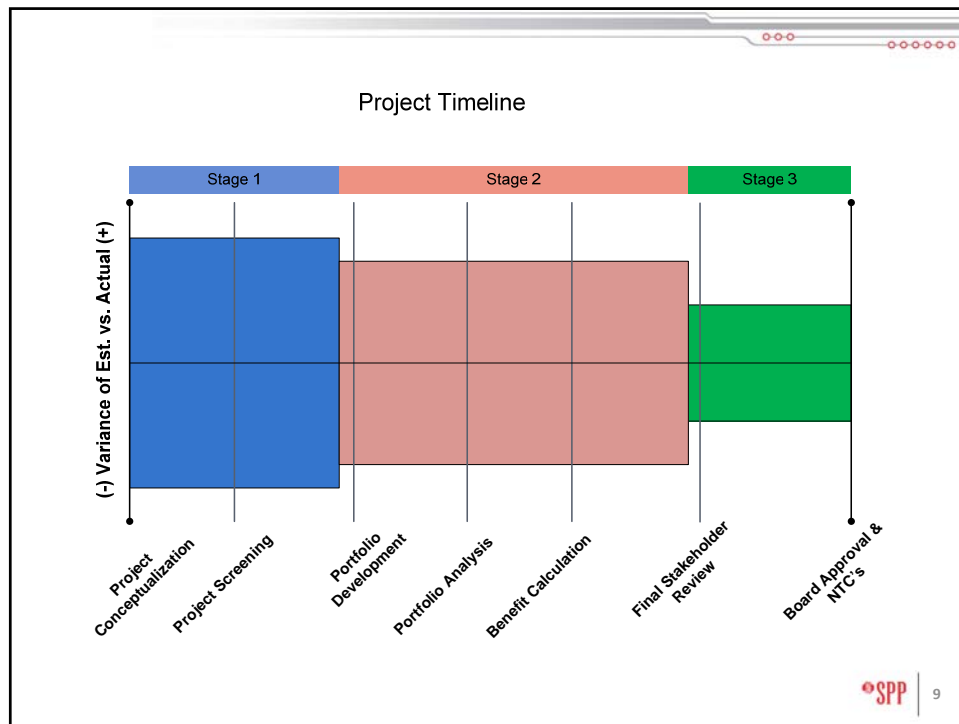 Project Timeline
Stage 1
Stage 2
Stage 3
(-) Variance of Est. vs. Actual (+)
Project
Conceptualization
Project Screening
Portfolio
Development
Portfolio Analysis
Benefit Calculation
Final Stakeholder
Review
Board Approval &
NTC's
SPP
9